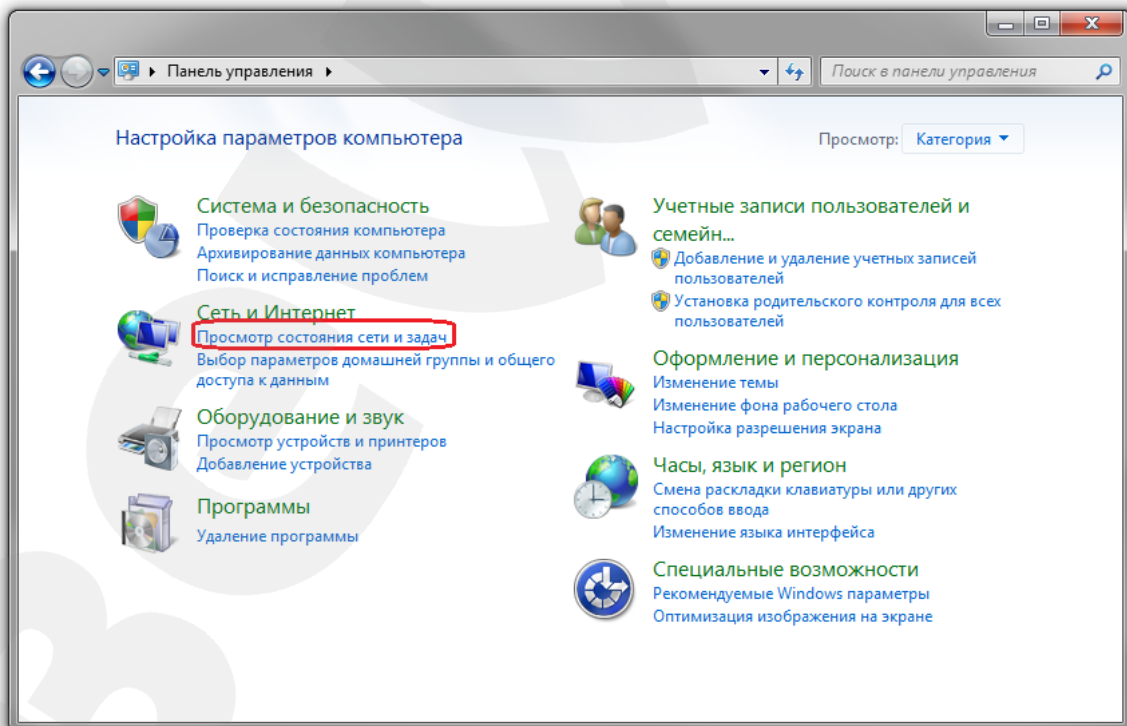 Панель управления
Поиск в панели управления
Настройка параметров компьютера
Просмотр: Категория
Система и безопасность
Проверка состояния компьютера
Архивирование данных компьютера
Поиск и исправление проблем
Сеть и Интернет
Просмотр состояния сети и задач
Выбор параметров домашней группы и общего
доступа к данным
Оборудование и звук
Просмотр устройств и принтеров
Добавление устройства
Программы
Удаление программы
Учетные записи пользователей и
семейн...
Добавление и удаление учетных записей
пользователей
Установка родительского контроля для всех
пользователей
Оформление и персонализация
Изменение темы
Изменение фона рабочего стола
Настройка разрешения экрана
Часы, язык и регион
Смена раскладки клавиатуры или других
способов ввода
Изменение языка интерфейса
Специальные возможности
Рекомендуемые Windows параметры
Оптимизация изображения на экране